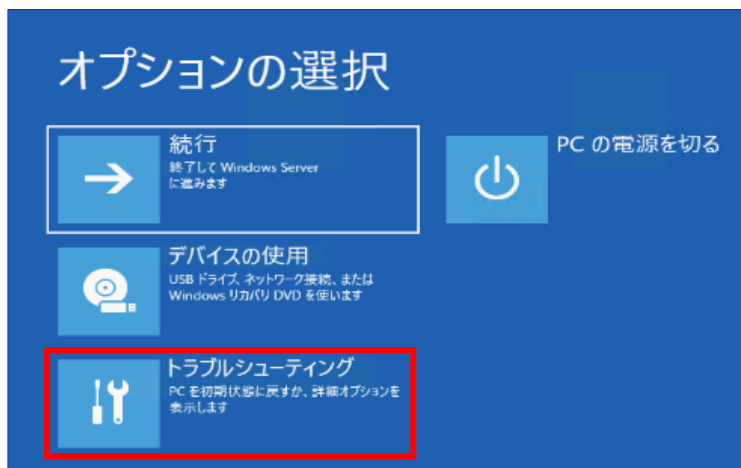 オプションの選択
続行
終了して Windows Server
に進みます
PC の電源を切る
デバイスの使用
USB ドライブ、ネットワーク接続、または
Windows リカバリ DVD を使います
トラブルシューティング
PC を初期状態に戻すか、詳細オプションを
表示します